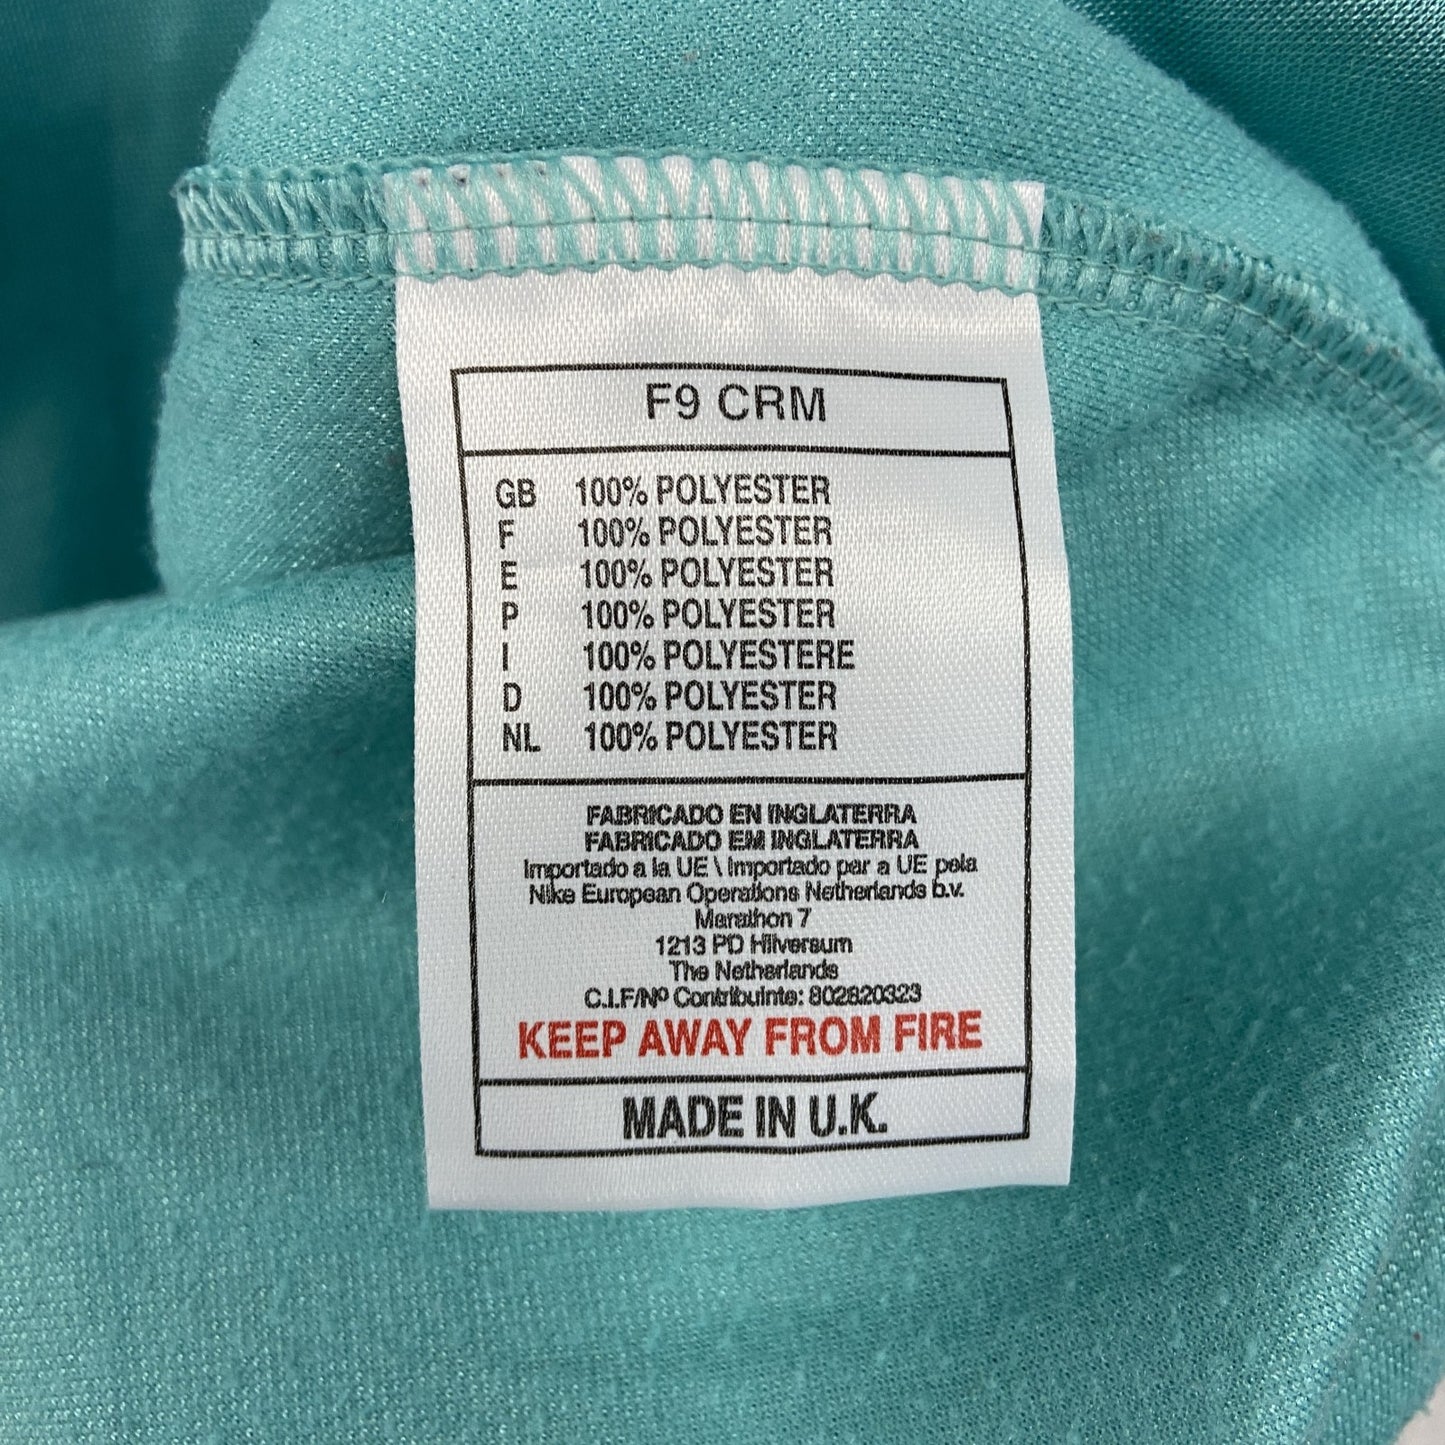 F9 CRM
GB 100% POLYESTER
F 100% POLYESTER
E 100% POLYESTER
P 100% POLYESTER
I 100% POLYESTERE
D 100% POLYESTER
NL 100% POLYESTER
FABRICADO EN INGLATERRA
FABRICADO EM INGLATERRA
Importado a la UE \ Importado par a UE pela
Nike European Operations Netherlands b.v.
Marathon 7
1213 PD Hilversum
The Netherlands
C.I.F/Nº Contribuinte: 802820323
KEEP AWAY FROM FIRE
MADE IN U.K.